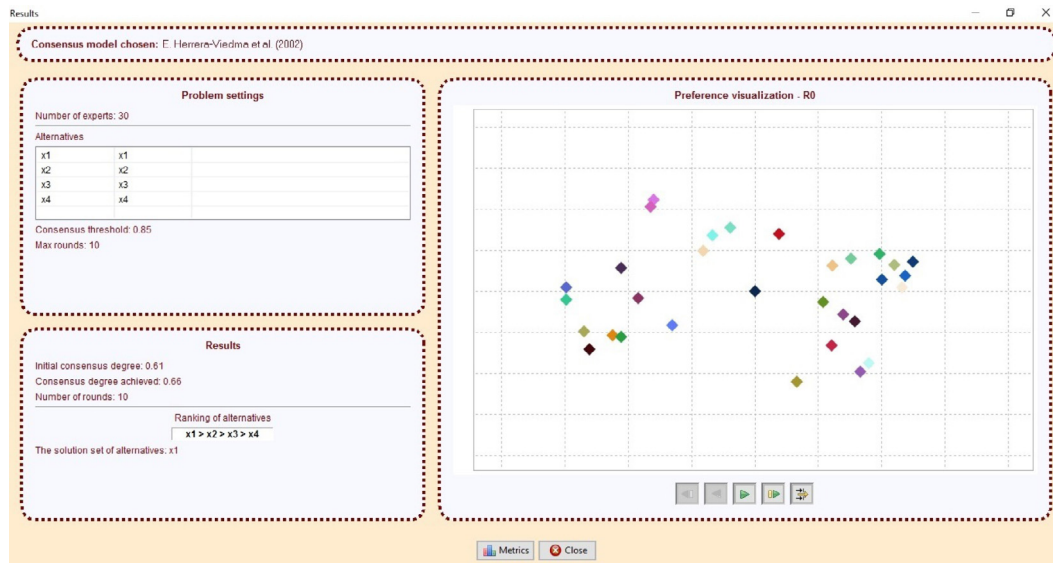 Results
Consensus model chosen: E. Herrera-Viedma et al. (2002)
Problem settings
Number of experts: 30
Alternatives
x1 x1
x2 x2
x3 x3
x4 x4
Consensus threshold: 0.85
Max rounds: 10
Results
Initial consensus degree: 0.61
Consensus degree achieved: 0.66
Number of rounds: 10
Ranking of alternatives
x1 > x2 > x3 > x4
The solution set of alternatives: x1
Preference visualization - R0
Metrics Close